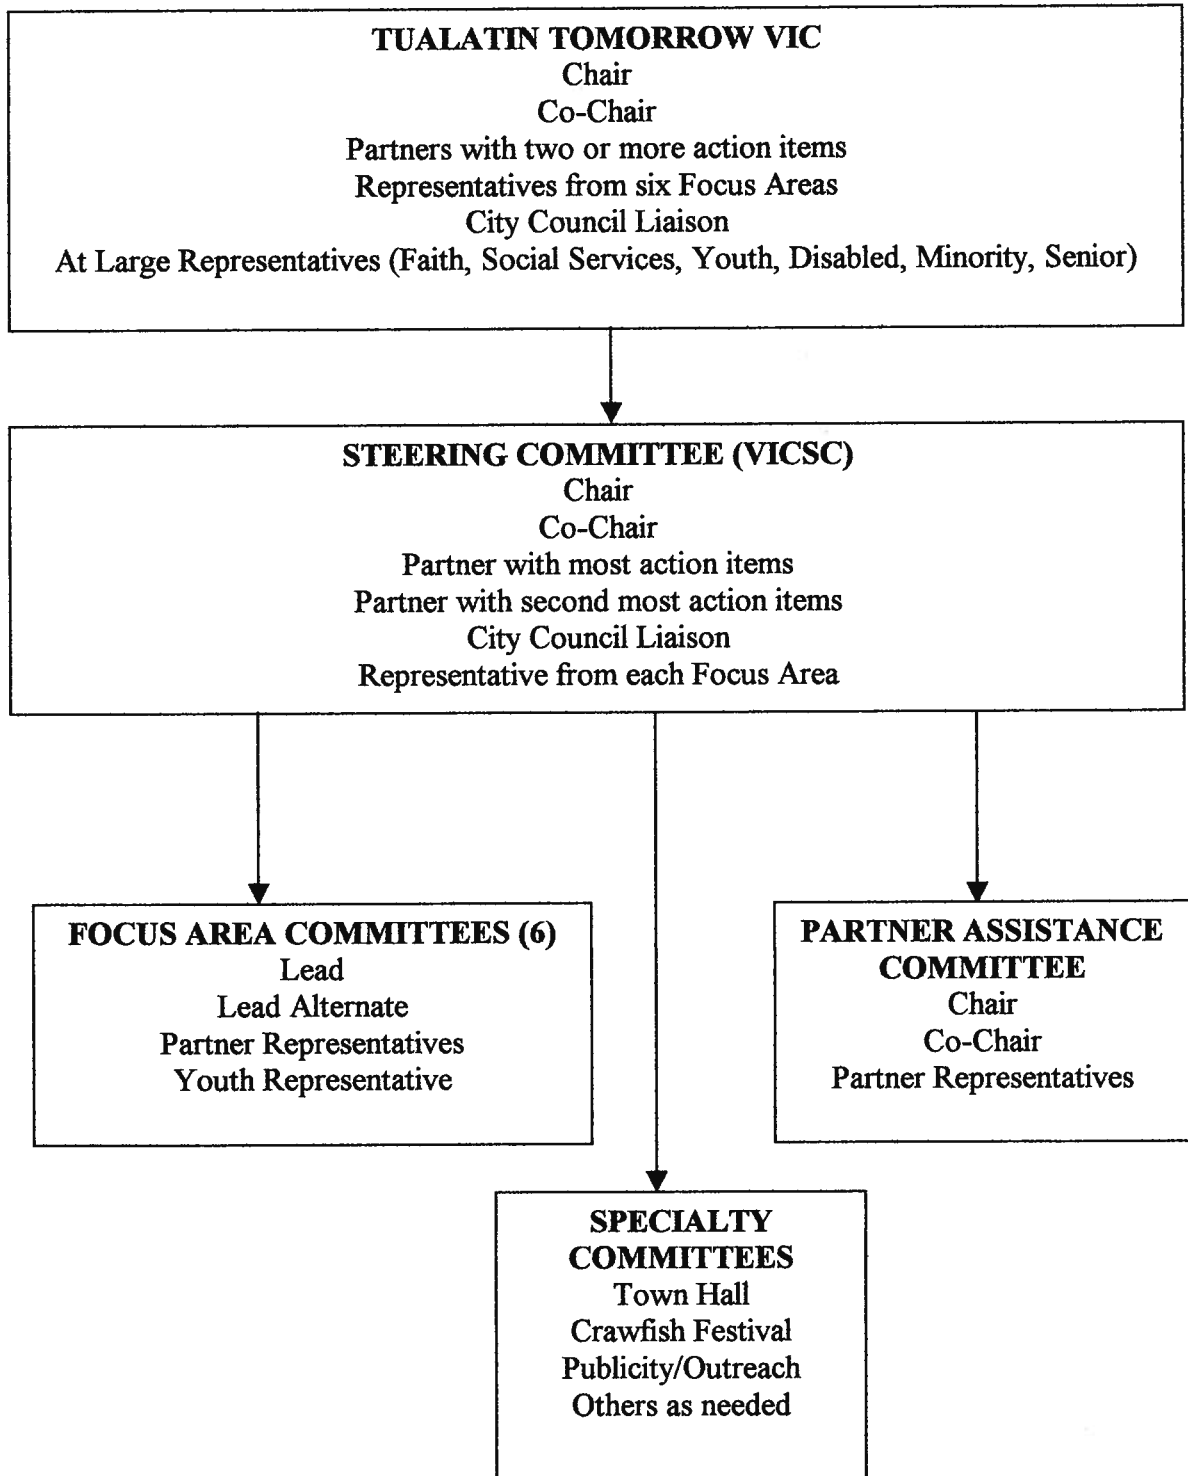 TUALATIN TOMORROW VIC
Chair
Co-Chair
Partners with two or more action items
Representatives from six Focus Areas
City Council Liaison
At Large Representatives (Faith, Social Services, Youth, Disabled, Minority, Senior)
STEERING COMMITTEE (VICSC)
Chair
Co-Chair
Partner with most action items
Partner with second most action items
City Council Liaison
Representative from each Focus Area
FOCUS AREA COMMITTEES (6)
Lead
Lead Alternate
Partner Representatives
Youth Representative
PARTNER ASSISTANCE
COMMITTEE
Chair
Co-Chair
Partner Representatives
SPECIALTY
COMMITTEES
Town Hall
Crawfish Festival
Publicity/Outreach
Others as needed